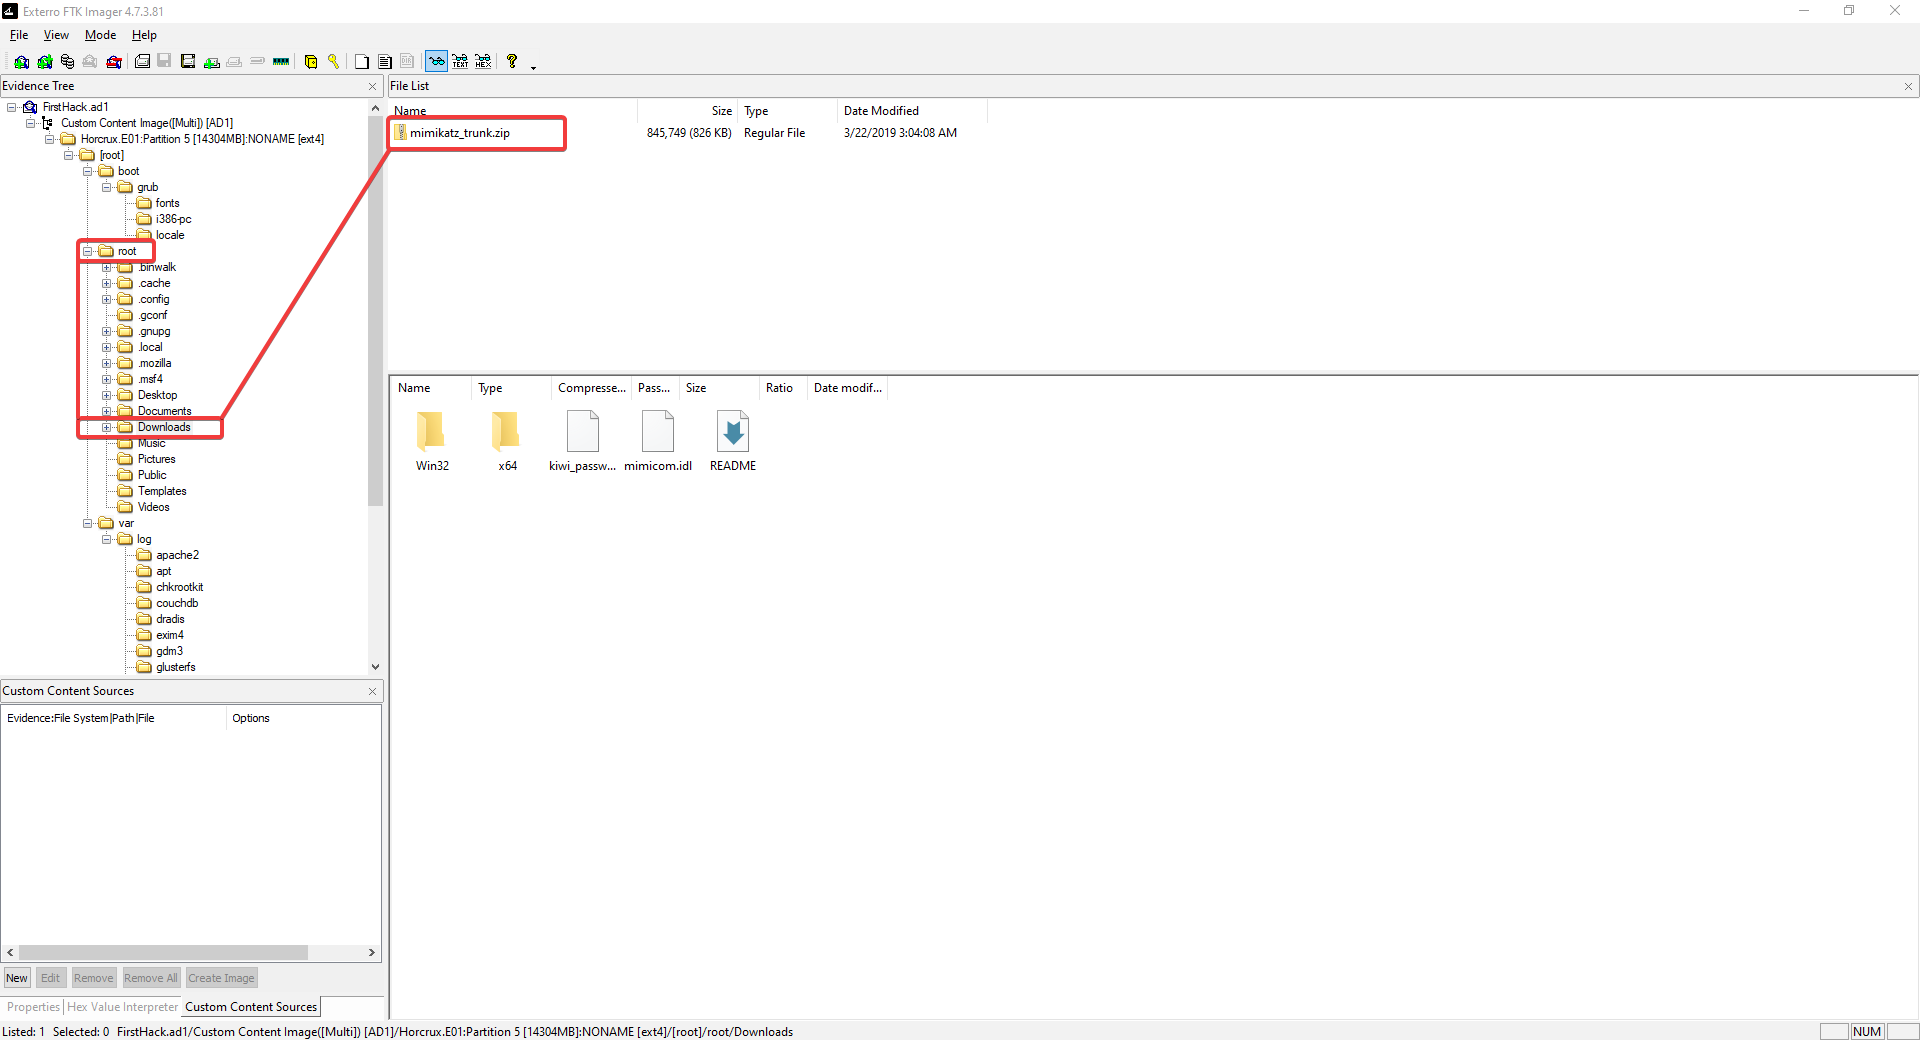 Exterro FTK Imager 4.7.3.81
File View Mode Help
Evidence Tree
FirstHack.ad1
Custom Content Image([Multi]) [AD1]
Horcrux.E01:Partition 5 [14304MB]:NONAME [ext4]
[root]
boot
grub
fonts
i386-pc
locale
root
.binwalk
.cache
.config
.gconf
.gnupg
.local
.mozilla
.msf4
Desktop
Documents
Downloads
Music
Pictures
Public
Templates
Videos
var
log
apache2
apt
chkrootkit
couchdb
dradis
exim4
gdm3
glusterfs
File List
Name Size Type Date Modified
mimikatz_trunk.zip 845,749 (826 KB) Regular File 3/22/2019 3:04:08 AM
Name Type Compresse... Pass... Size Ratio Date modif...
Win32 x64 kiwi_passw... mimicom.idl README
Custom Content Sources
Evidence:File System|Path|File Options
New Edit Remove Remove All Create Image
Properties Hex Value Interpreter Custom Content Sources
Listed: 1 Selected: 0 FirstHack.ad1/Custom Content Image([Multi]) [AD1]/Horcrux.E01:Partition 5 [14304MB]:NONAME [ext4]/[root]/root/Downloads NUM